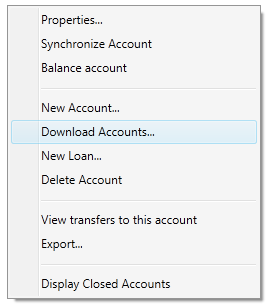 Properties...
Synchronize Account
Balance account
New Account...
Download Accounts...
New Loan...
Delete Account
View transfers to this account
Export...
Display Closed Accounts